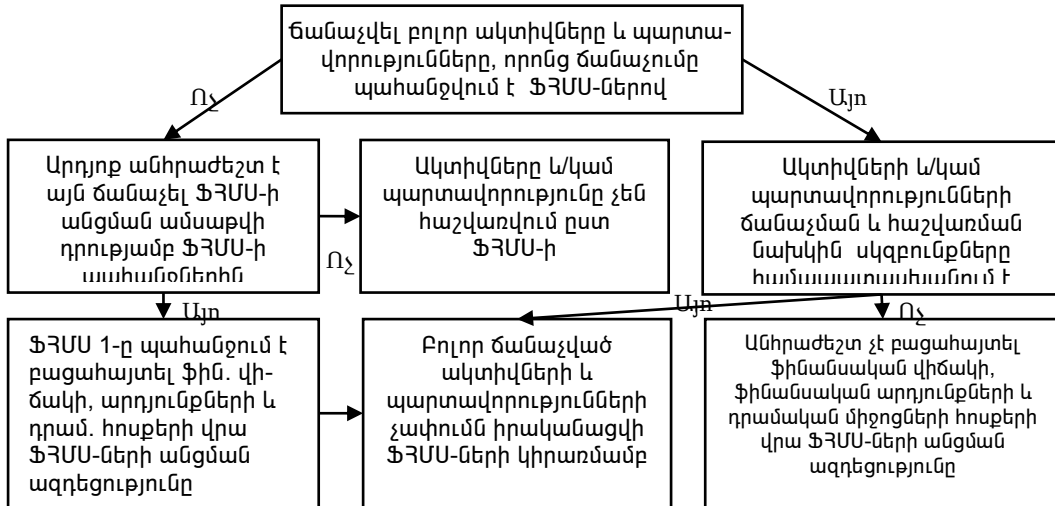 Ճանաչվել բոլոր ակտիվները և պարտա-
վորությունները, որոնց ճանաչումը
պահանջվում է ՖՀՄՍ-ներով
Ոչ
Այո
Արդյոք անհրաժեշտ է
այն ճանաչել ՖՀՄՍ-ի
անցման ամսաթվի
դրությամբ ՖՀՄՍ-ի
պահանջներին
Ոչ
Ակտիվները և/կամ
պարտավորությունը չեն
հաշվառվում ըստ
ՖՀՄՍ-ի
Ակտիվների և/կամ
պարտավորությունների
ճանաչման և հաշվառման
նախկին սկզբունքները
համապատասխանում է
Այո
Այո
Ոչ
ՖՀՄՍ 1-ը պահանջում է
բացահայտել ֆին. վի-
ճակի, արդյունքների և
դրամ. հոսքերի վրա
ՖՀՄՍ-ների անցման
ազդեցությունը
Բոլոր ճանաչված
ակտիվների և
պարտավորությունների
չափումն իրականացվի
ՖՀՄՍ-ների կիրառմամբ
Անհրաժեշտ չէ բացահայտել
ֆինանսական վիճակի,
ֆինանսական արդյունքների և
դրամական միջոցների հոսքերի
վրա ՖՀՄՍ-ների անցման
ազդեցությունը